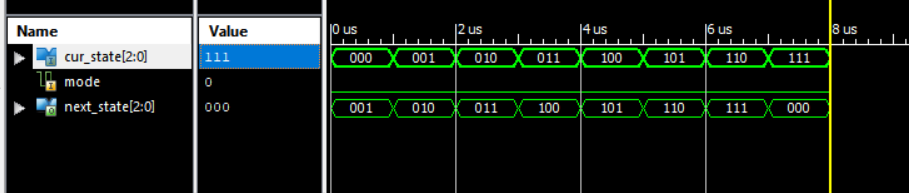 Name Value 0 us 2 us 4 us 6 us 8 us
cur_state[2:0] 111 000 001 010 011 100 101 110 111
mode 0
next_state[2:0] 000 001 010 011 100 101 110 111 000